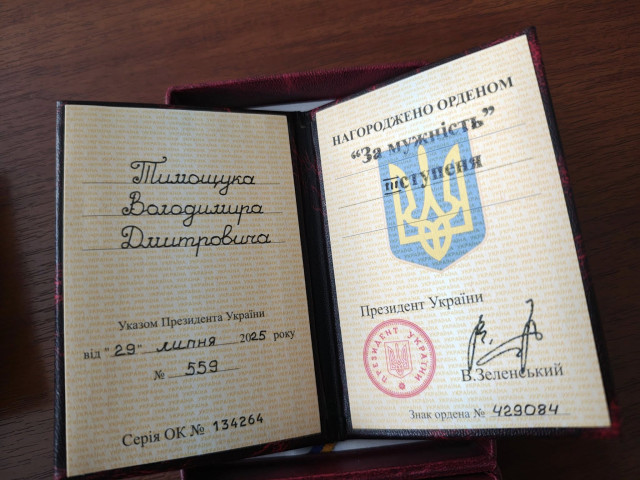 Тимощука
Володимира
Дмитровича
Указом Президента України
від "29" липня 2025 року
№ 559
Серія ОК № 134264
НАГОРОДЖЕНО ОРДЕНОМ
"За мужність"
III ступеня
Президент України
ПРЕЗИДЕНТ УКРАЇНИ
В.Зеленський
Знак ордена № 429084